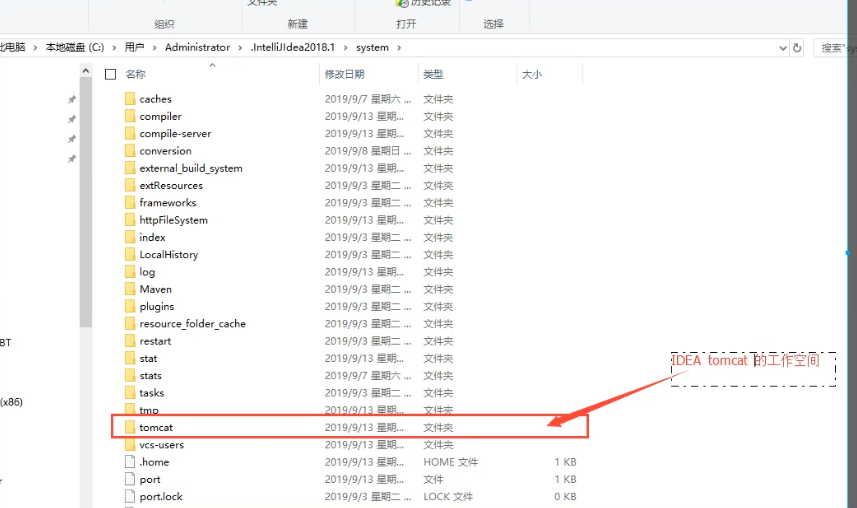 文件夹
历史记录
组织
新建
打开
选择
此电脑 › 本地磁盘 (C:) › 用户 › Administrator › .IntelliJIdea2018.1 › system ›
搜索"sy
名称 修改日期 类型 大小
caches 2019/9/7 星期六 ... 文件夹
compiler 2019/9/13 星期... 文件夹
compile-server 2019/9/13 星期... 文件夹
conversion 2019/9/8 星期日 ... 文件夹
external_build_system 2019/9/13 星期... 文件夹
extResources 2019/9/3 星期二 ... 文件夹
frameworks 2019/9/3 星期二 ... 文件夹
httpFileSystem 2019/9/13 星期... 文件夹
index 2019/9/3 星期二 ... 文件夹
LocalHistory 2019/9/3 星期二 ... 文件夹
log 2019/9/13 星期... 文件夹
Maven 2019/9/3 星期二 ... 文件夹
plugins 2019/9/3 星期二 ... 文件夹
resource_folder_cache 2019/9/3 星期二 ... 文件夹
restart 2019/9/3 星期二 ... 文件夹
BT
stat 2019/9/13 星期... 文件夹
IDEA tomcat 的工作空间
stats 2019/9/7 星期六 ... 文件夹
tasks 2019/9/3 星期二 ... 文件夹
(x86)
tmp 2019/9/13 星期... 文件夹
tomcat 2019/9/13 星期... 文件夹
vcs-users 2019/9/13 星期... 文件夹
.home 2019/9/13 星期... HOME 文件 1 KB
port 2019/9/13 星期... 文件 1 KB
port.lock 2019/9/3 星期二 ... LOCK 文件 0 KB